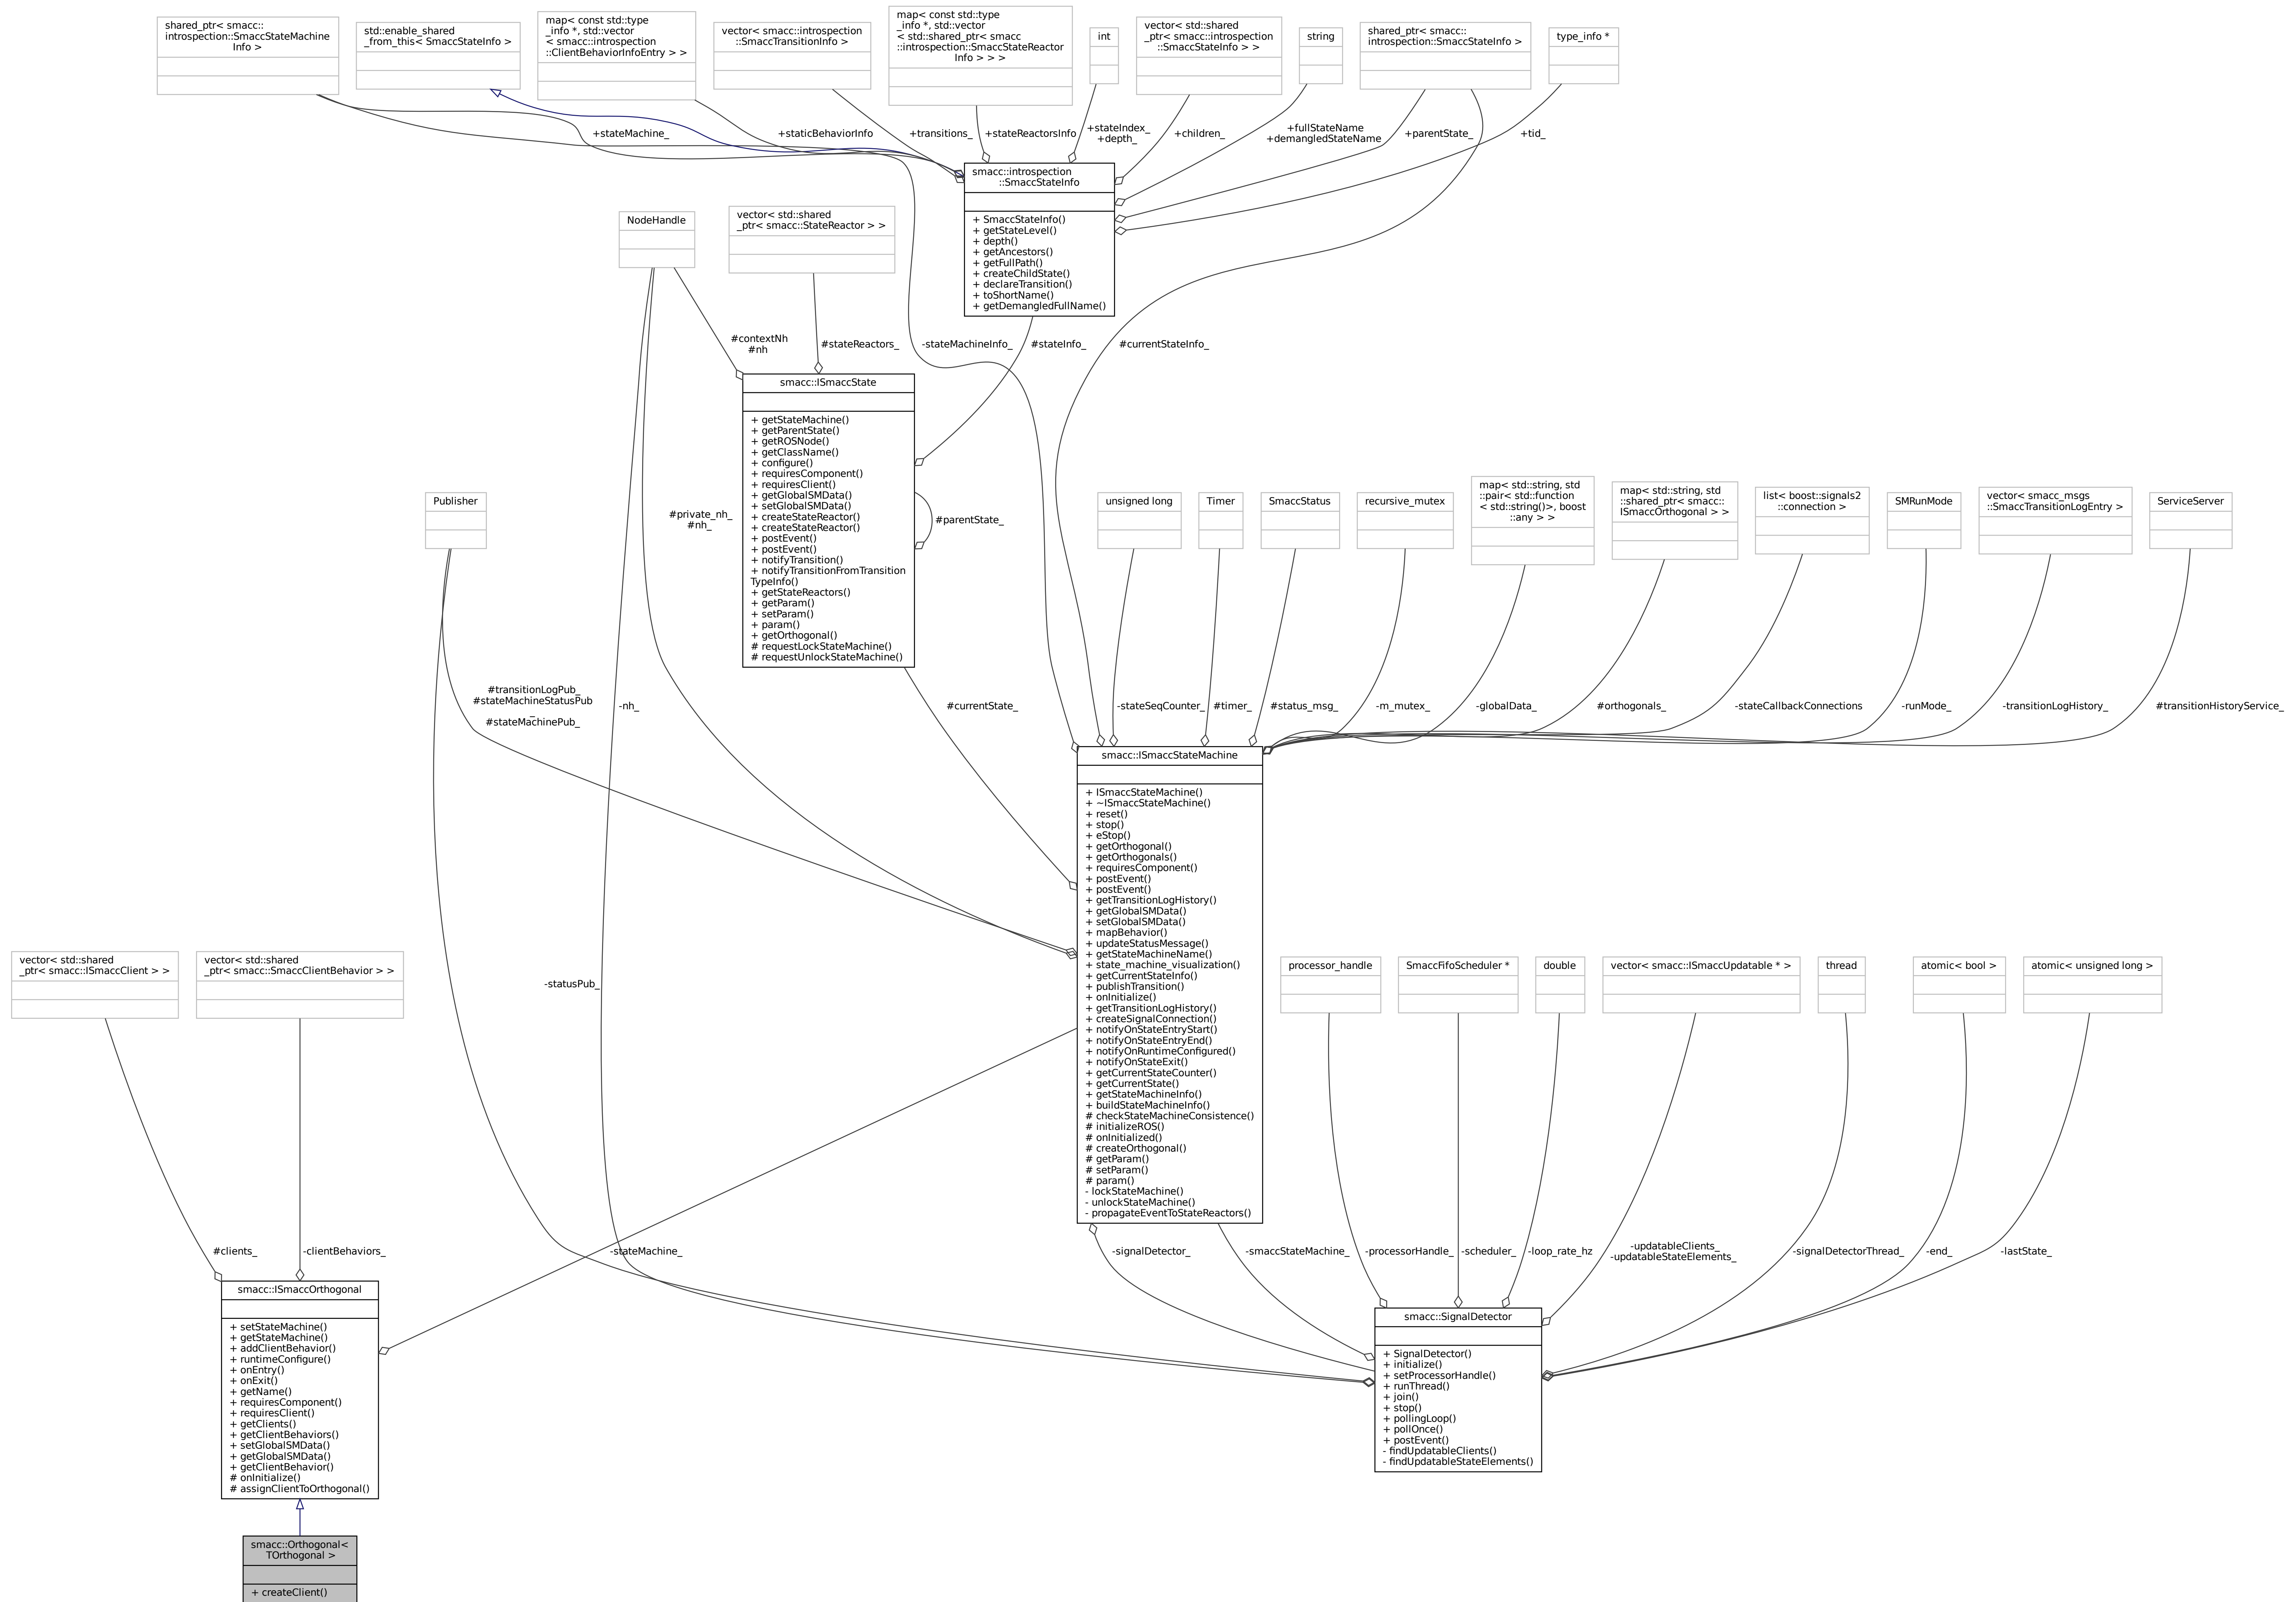 shared_ptr< smacc::
introspection::SmaccStateMachine
Info >
std::enable_shared
_from_this< SmaccStateInfo >
map< const std::type
_info *, std::vector
< smacc::introspection
::ClientBehaviorInfoEntry > >
vector< smacc::introspection
::SmaccTransitionInfo >
map< const std::type
_info *, std::vector
< std::shared_ptr< smacc
::introspection::SmaccStateReactor
Info > > >
int
vector< std::shared
_ptr< smacc::introspection
::SmaccStateInfo > >
string
shared_ptr< smacc::
introspection::SmaccStateInfo >
type_info *
+stateMachine_
+staticBehaviorInfo
+transitions_
+stateReactorsInfo
+stateIndex_
+depth_
+children_
+fullStateName
+demangledStateName
+parentState_
+tid_
smacc::introspection
::SmaccStateInfo
+ SmaccStateInfo()
+ getStateLevel()
+ depth()
+ getAncestors()
+ getFullPath()
+ createChildState()
+ declareTransition()
+ toShortName()
+ getDemangledFullName()
NodeHandle
vector< std::shared
_ptr< smacc::StateReactor > >
#contextNh
#nh
#stateReactors_
-stateMachineInfo_
#stateInfo_
#currentStateInfo_
smacc::ISmaccState
+ getStateMachine()
+ getParentState()
+ getROSNode()
+ getClassName()
+ configure()
+ requiresComponent()
+ requiresClient()
+ getGlobalSMData()
+ setGlobalSMData()
+ createStateReactor()
+ createStateReactor()
+ postEvent()
+ postEvent()
+ notifyTransition()
+ notifyTransitionFromTransition
TypeInfo()
+ getStateReactors()
+ getParam()
+ setParam()
+ param()
+ getOrthogonal()
# requestLockStateMachine()
# requestUnlockStateMachine()
#parentState_
Publisher
#private_nh_
#nh_
unsigned long
Timer
SmaccStatus
recursive_mutex
map< std::string, std
::pair< std::function
< std::string()>, boost
::any > >
map< std::string, std
::shared_ptr< smacc::
ISmaccOrthogonal > >
list< boost::signals2
::connection >
SMRunMode
vector< smacc_msgs
::SmaccTransitionLogEntry >
ServiceServer
#transitionLogPub_
#stateMachineStatusPub
_
#stateMachinePub_
-nh_
#currentState_
-stateSeqCounter_
#timer_
#status_msg_
-m_mutex_
-globalData_
#orthogonals_
-stateCallbackConnections
-runMode_
-transitionLogHistory_
#transitionHistoryService_
smacc::ISmaccStateMachine
+ ISmaccStateMachine()
+ ~ISmaccStateMachine()
+ reset()
+ stop()
+ eStop()
+ getOrthogonal()
+ getOrthogonals()
+ requiresComponent()
+ postEvent()
+ postEvent()
+ getTransitionLogHistory()
+ getGlobalSMData()
+ setGlobalSMData()
+ mapBehavior()
+ updateStatusMessage()
+ getStateMachineName()
+ state_machine_visualization()
+ getCurrentStateInfo()
+ publishTransition()
+ onInitialize()
+ getTransitionLogHistory()
+ createSignalConnection()
+ notifyOnStateEntryStart()
+ notifyOnStateEntryEnd()
+ notifyOnRuntimeConfigured()
+ notifyOnStateExit()
+ getCurrentStateCounter()
+ getCurrentState()
+ getStateMachineInfo()
+ buildStateMachineInfo()
# checkStateMachineConsistence()
# initializeROS()
# onInitialized()
# createOrthogonal()
# getParam()
# setParam()
# param()
- lockStateMachine()
- unlockStateMachine()
- propagateEventToStateReactors()
vector< std::shared
_ptr< smacc::ISmaccClient > >
vector< std::shared
_ptr< smacc::SmaccClientBehavior > >
-statusPub_
processor_handle
SmaccFifoScheduler *
double
vector< smacc::ISmaccUpdatable * >
thread
atomic< bool >
atomic< unsigned long >
#clients_
-clientBehaviors_
-stateMachine_
-signalDetector_
-smaccStateMachine_
-processorHandle_
-scheduler_
-loop_rate_hz
-updatableClients_
-updatableStateElements_
-signalDetectorThread_
-end_
-lastState_
smacc::ISmaccOrthogonal
+ setStateMachine()
+ getStateMachine()
+ addClientBehavior()
+ runtimeConfigure()
+ onEntry()
+ onExit()
+ getName()
+ requiresComponent()
+ requiresClient()
+ getClients()
+ getClientBehaviors()
+ setGlobalSMData()
+ getGlobalSMData()
+ getClientBehavior()
# onInitialize()
# assignClientToOrthogonal()
smacc::SignalDetector
+ SignalDetector()
+ initialize()
+ setProcessorHandle()
+ runThread()
+ join()
+ stop()
+ pollingLoop()
+ pollOnce()
+ postEvent()
- findUpdatableClients()
- findUpdatableStateElements()
smacc::Orthogonal<
TOrthogonal >
+ createClient()